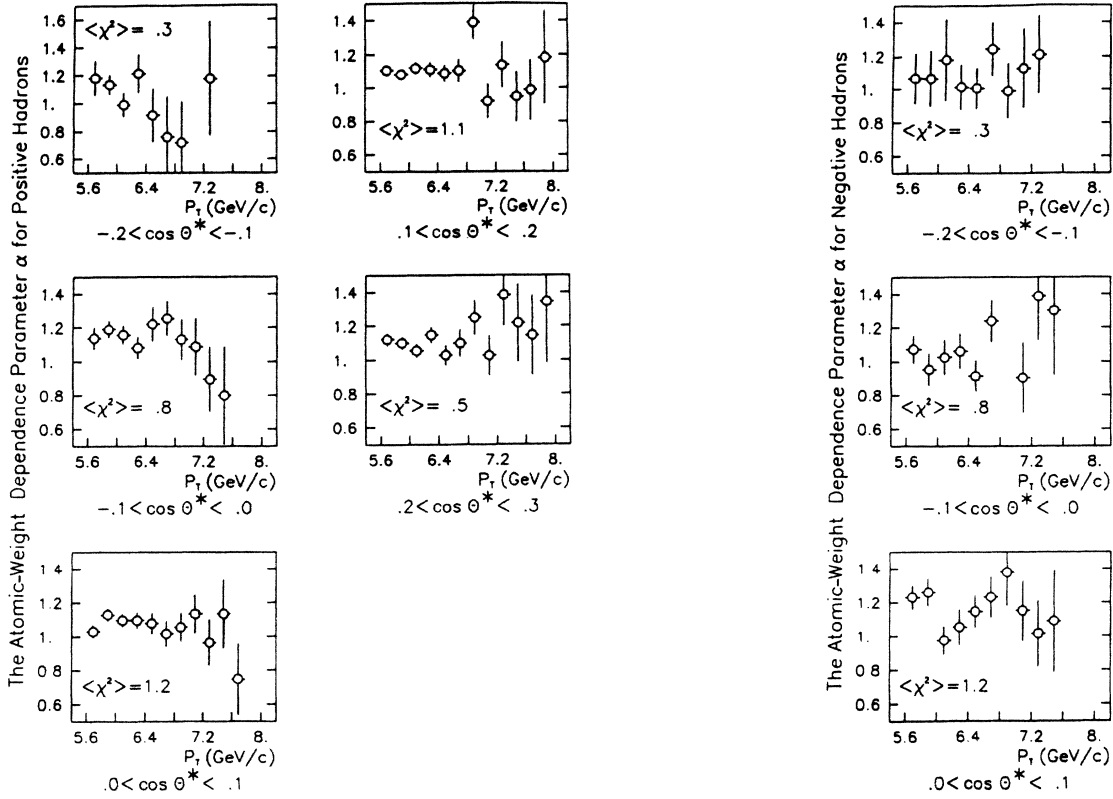 The Atomic-Weight Dependence Parameter α for Positive Hadrons
1.6
1.4
1.2
1.0
0.8
0.6
<χ²>= .3
5.6 6.4 7.2 8.
P_T (GeV/c)
-.2<cos Θ*<-.1
1.4
1.2
1.0
0.8
0.6
<χ²>=1.1
5.6 6.4 7.2 8.
P_T (GeV/c)
.1<cos Θ*< .2
1.4
1.2
1.
0.8
0.6
<χ²>= .8
5.6 6.4 7.2 8.
P_T (GeV/c)
-.1<cos Θ*< .0
1.4
1.2
1.
0.8
0.6
<χ²>= .5
5.6 6.4 7.2 8.
P_T (GeV/c)
.2<cos Θ*< .3
1 4
1.2
1.
0 8
0.6
<χ²>=1.2
5.6 6.4 7.2 8.
P_T (GeV/c)
.0<cos Θ*< .1
The Atomic-Weight Dependence Parameter α for Negative Hadrons
1.4
1.2
1.0
0.8
0.6
<χ²>= .3
5.6 6.4 7.2 8.
P_T (GeV/c)
-.2<cos Θ*<-.1
1.4
1.2
1.
0.8
0.6
<χ²>= .8
5.6 6.4 7.2 8.
P_T (GeV/c)
-.1<cos Θ*< .0
1 4
1.2
1.
0.8
0.6
<χ²>=1.2
5.6 6.4 7.2 8.
P_T (GeV/c)
.0<cos Θ*< .1